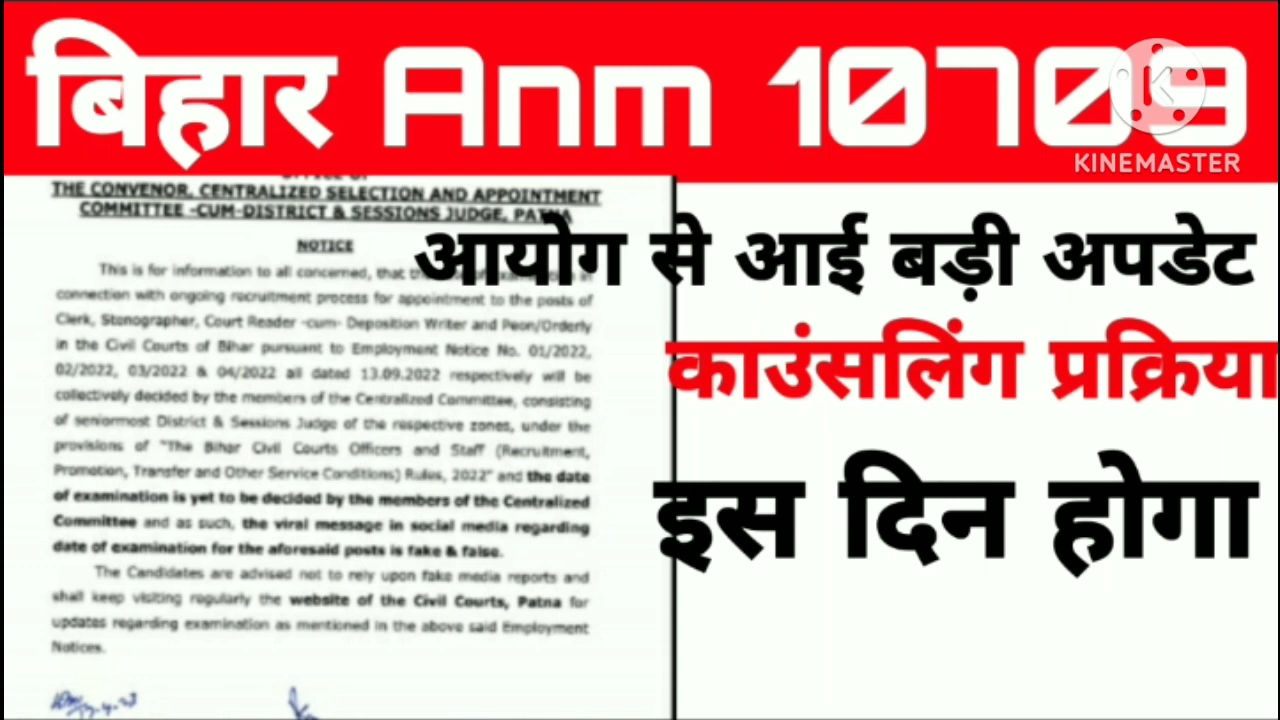 बिहार Anm 10709
KINEMASTER
THE CONVENOR, CENTRALIZED SELECTION AND APPOINTMENT
COMMITTEE -CUM-DISTRICT & SESSIONS JUDGE, PATNA
NOTICE
आयोग से आई बड़ी अपडेट
काउंसलिंग प्रक्रिया
इस दिन होगा
This is for information to all concerned, that in
connection with ongoing recruitment process for appointment to the posts of
Clerk, Stenographer, Court Reader -cum- Deposition Writer and Peon/Orderly
in the Civil Courts of Bihar pursuant to Employment Notice No. 01/2022,
02/2022, 03/2022 & 04/2022 all dated 13.09.2022 respectively will be
collectively decided by the members of the Centralized Committee, consisting
of seniormost District & Sessions Judge of the respective zones, under the
provisions of "The Bihar Civil Courts Officers and Staff (Recruitment,
Promotion, Transfer and Other Service Conditions) Rules, 2022" and the date
of examination is yet to be decided by the members of the Centralized
Committee and as such, the viral message in social media regarding
date of examination for the aforesaid posts is fake & false.
The Candidates are advised not to rely upon fake media reports and
shall keep visiting regularly the website of the Civil Courts, Patna for
updates regarding examination as mentioned in the above said Employment
Notices.